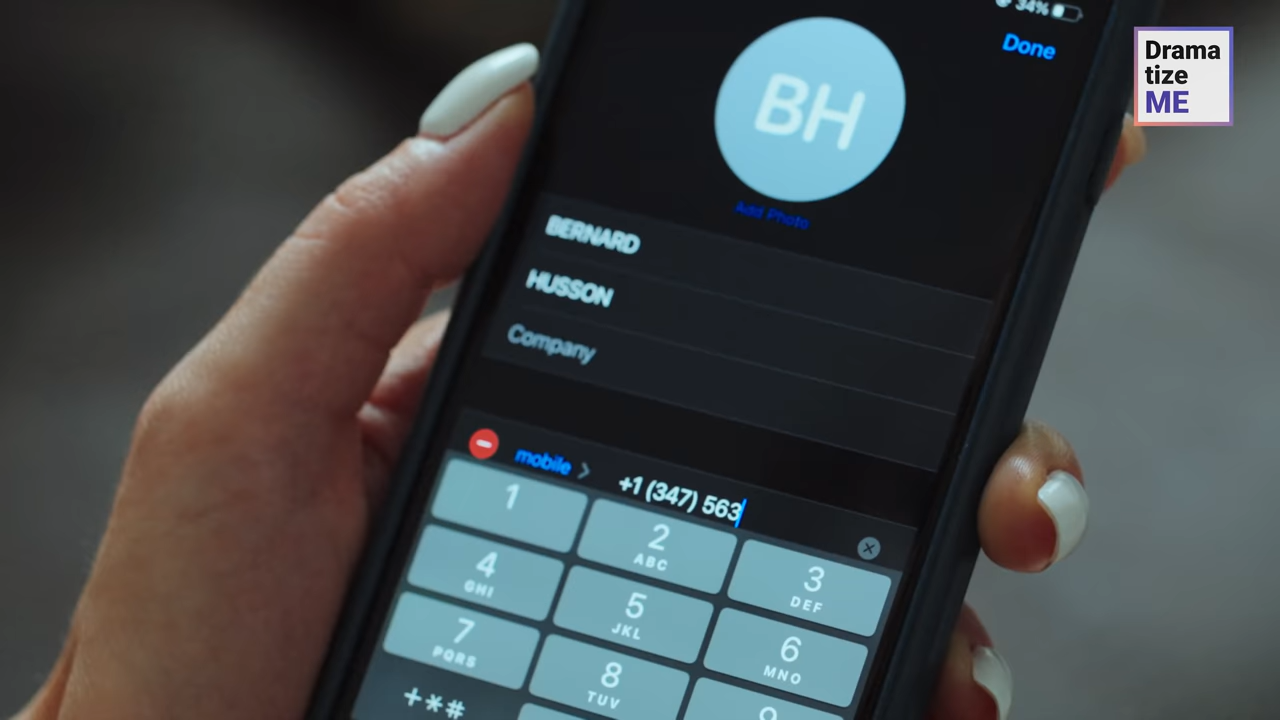 34%
Done
Drama
tize
ME
BH
Add Photo
BERNARD
HUSSON
Company
mobile
+1 (347) 563
1
2
ABC
3
DEF
4
GHI
5
JKL
6
MNO
7
PQRS
8
TUV
9
+*#